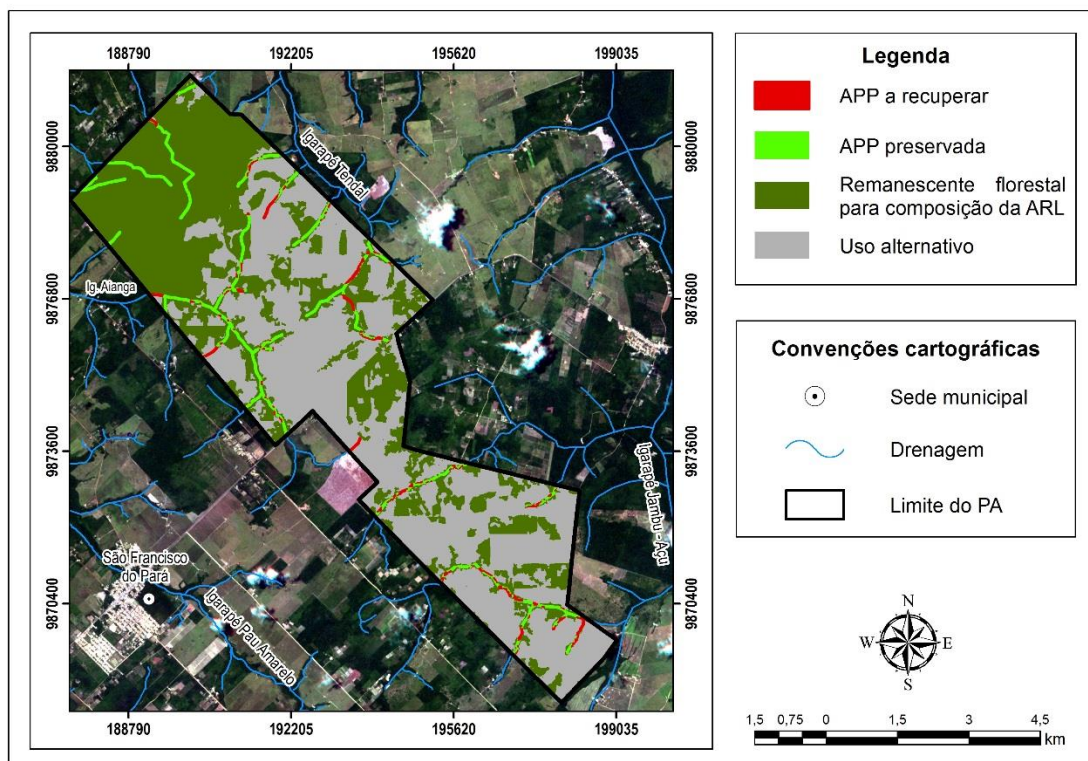 188790 192205 195620 199035
9880000
9876800
9873600
9870400
9880000
9876800
9873600
9870400
188790 192205 195620 199035
Igarapé Tendal
Ig. Aianga
Igarapé Jambu - Açu
São Francisco
do Pará
Igarapé Pau Amarelo
Legenda
APP a recuperar
APP preservada
Remanescente florestal
para composição da ARL
Uso alternativo
Convenções cartográficas
Sede municipal
Drenagem
Limite do PA
N
W E
S
1,5 0,75 0 1,5 3 4,5
km